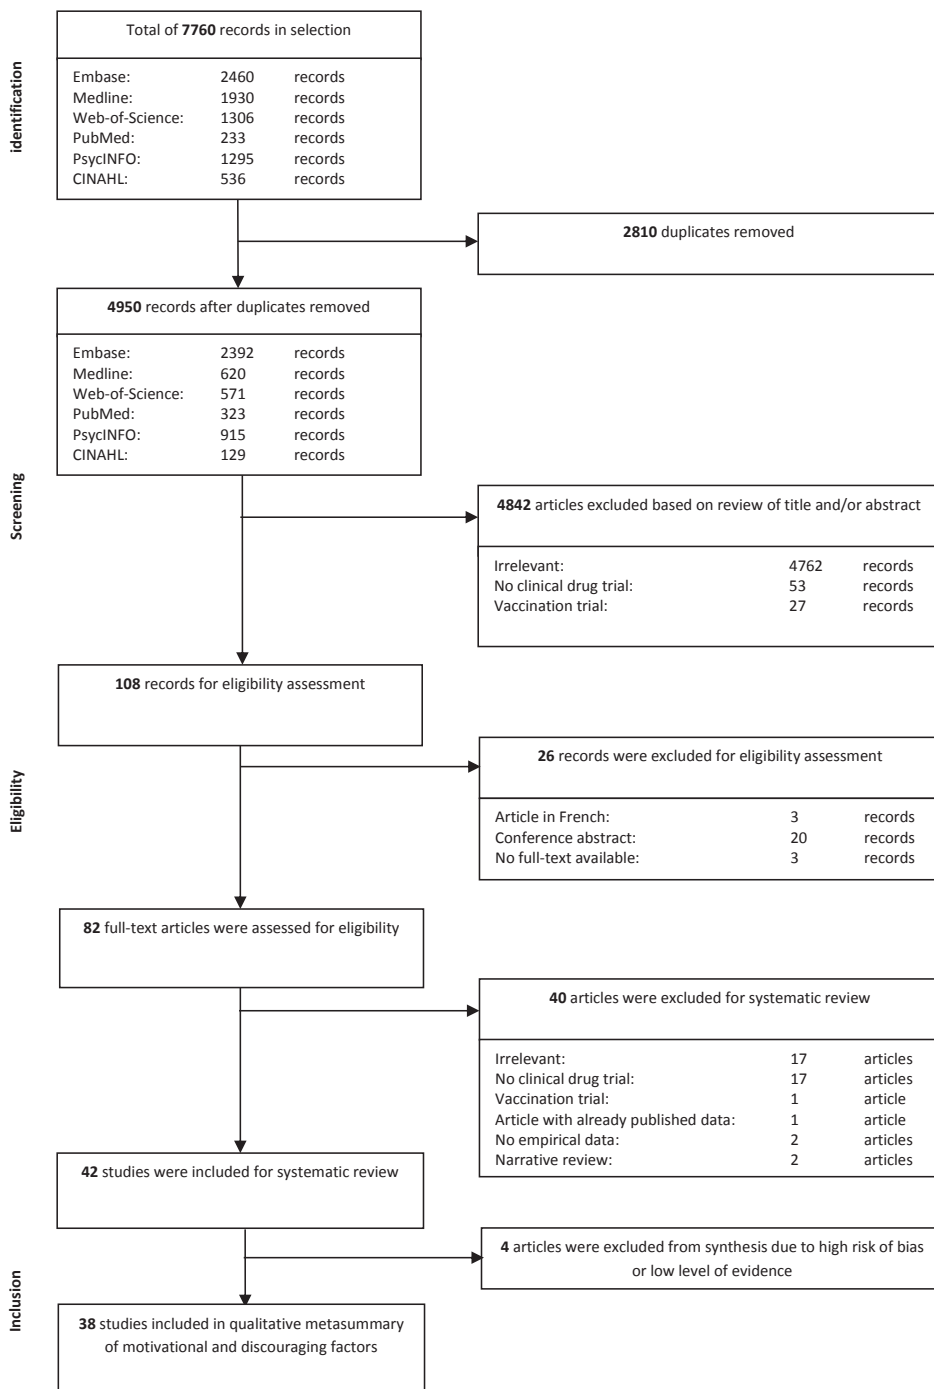 identification
Total of 7760 records in selection
Embase: 2460 records
Medline: 1930 records
Web-of-Science: 1306 records
PubMed: 233 records
PsycINFO: 1295 records
CINAHL: 536 records
2810 duplicates removed
Screening
4950 records after duplicates removed
Embase: 2392 records
Medline: 620 records
Web-of-Science: 571 records
PubMed: 323 records
PsycINFO: 915 records
CINAHL: 129 records
4842 articles excluded based on review of title and/or abstract
Irrelevant: 4762 records
No clinical drug trial: 53 records
Vaccination trial: 27 records
108 records for eligibility assessment
Eligibility
26 records were excluded for eligibility assessment
Article in French: 3 records
Conference abstract: 20 records
No full-text available: 3 records
82 full-text articles were assessed for eligibility
40 articles were excluded for systematic review
Irrelevant: 17 articles
No clinical drug trial: 17 articles
Vaccination trial: 1 article
Article with already published data: 1 article
No empirical data: 2 articles
Narrative review: 2 articles
42 studies were included for systematic review
Inclusion
4 articles were excluded from synthesis due to high risk of bias
or low level of evidence
38 studies included in qualitative metasummary
of motivational and discouraging factors